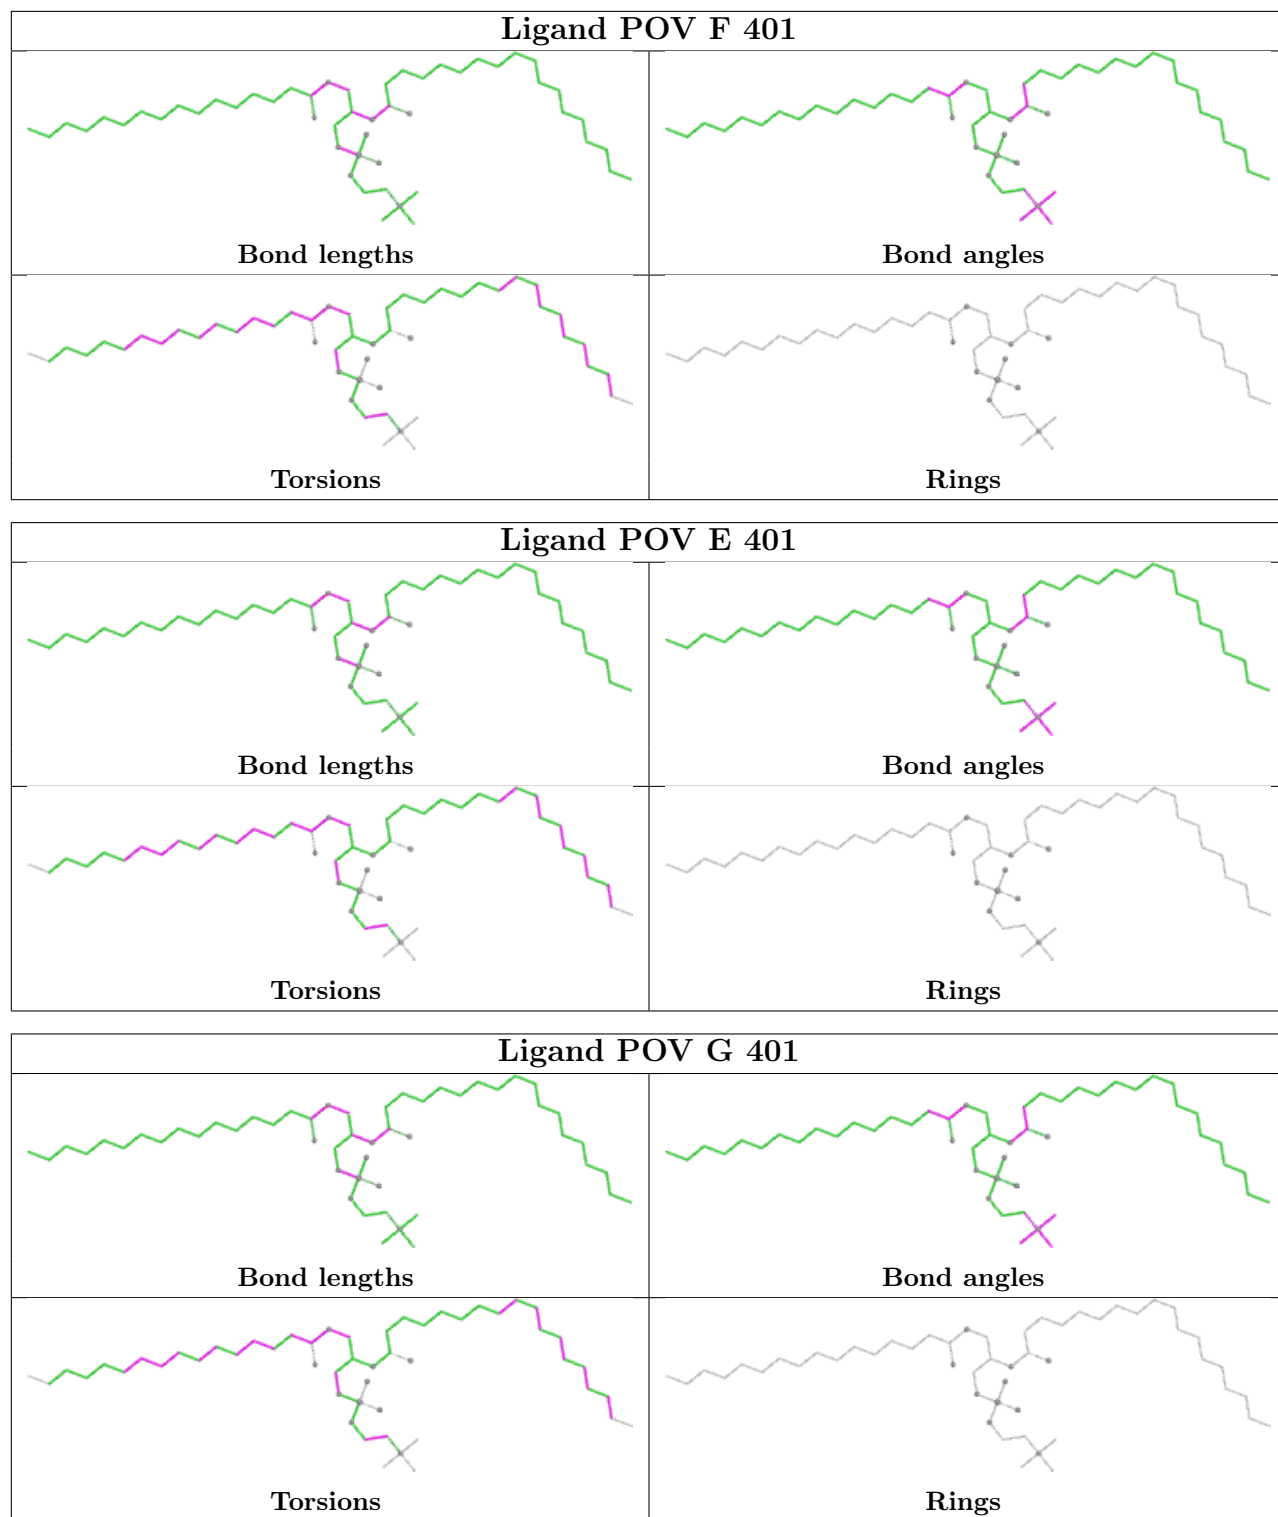 Ligand POV F 401
Bond lengths
Bond angles
Torsions
Rings
Ligand POV E 401
Bond lengths
Bond angles
Torsions
Rings
Ligand POV G 401
Bond lengths
Bond angles
Torsions
Rings